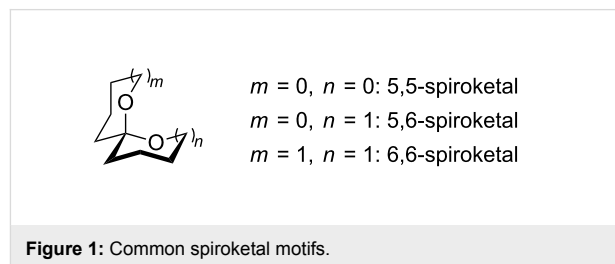 m = 0, n = 0: 5,5-spiroketal
m = 0, n = 1: 5,6-spiroketal
m = 1, n = 1: 6,6-spiroketal
( )m
O
O ( )n
Figure 1: Common spiroketal motifs.